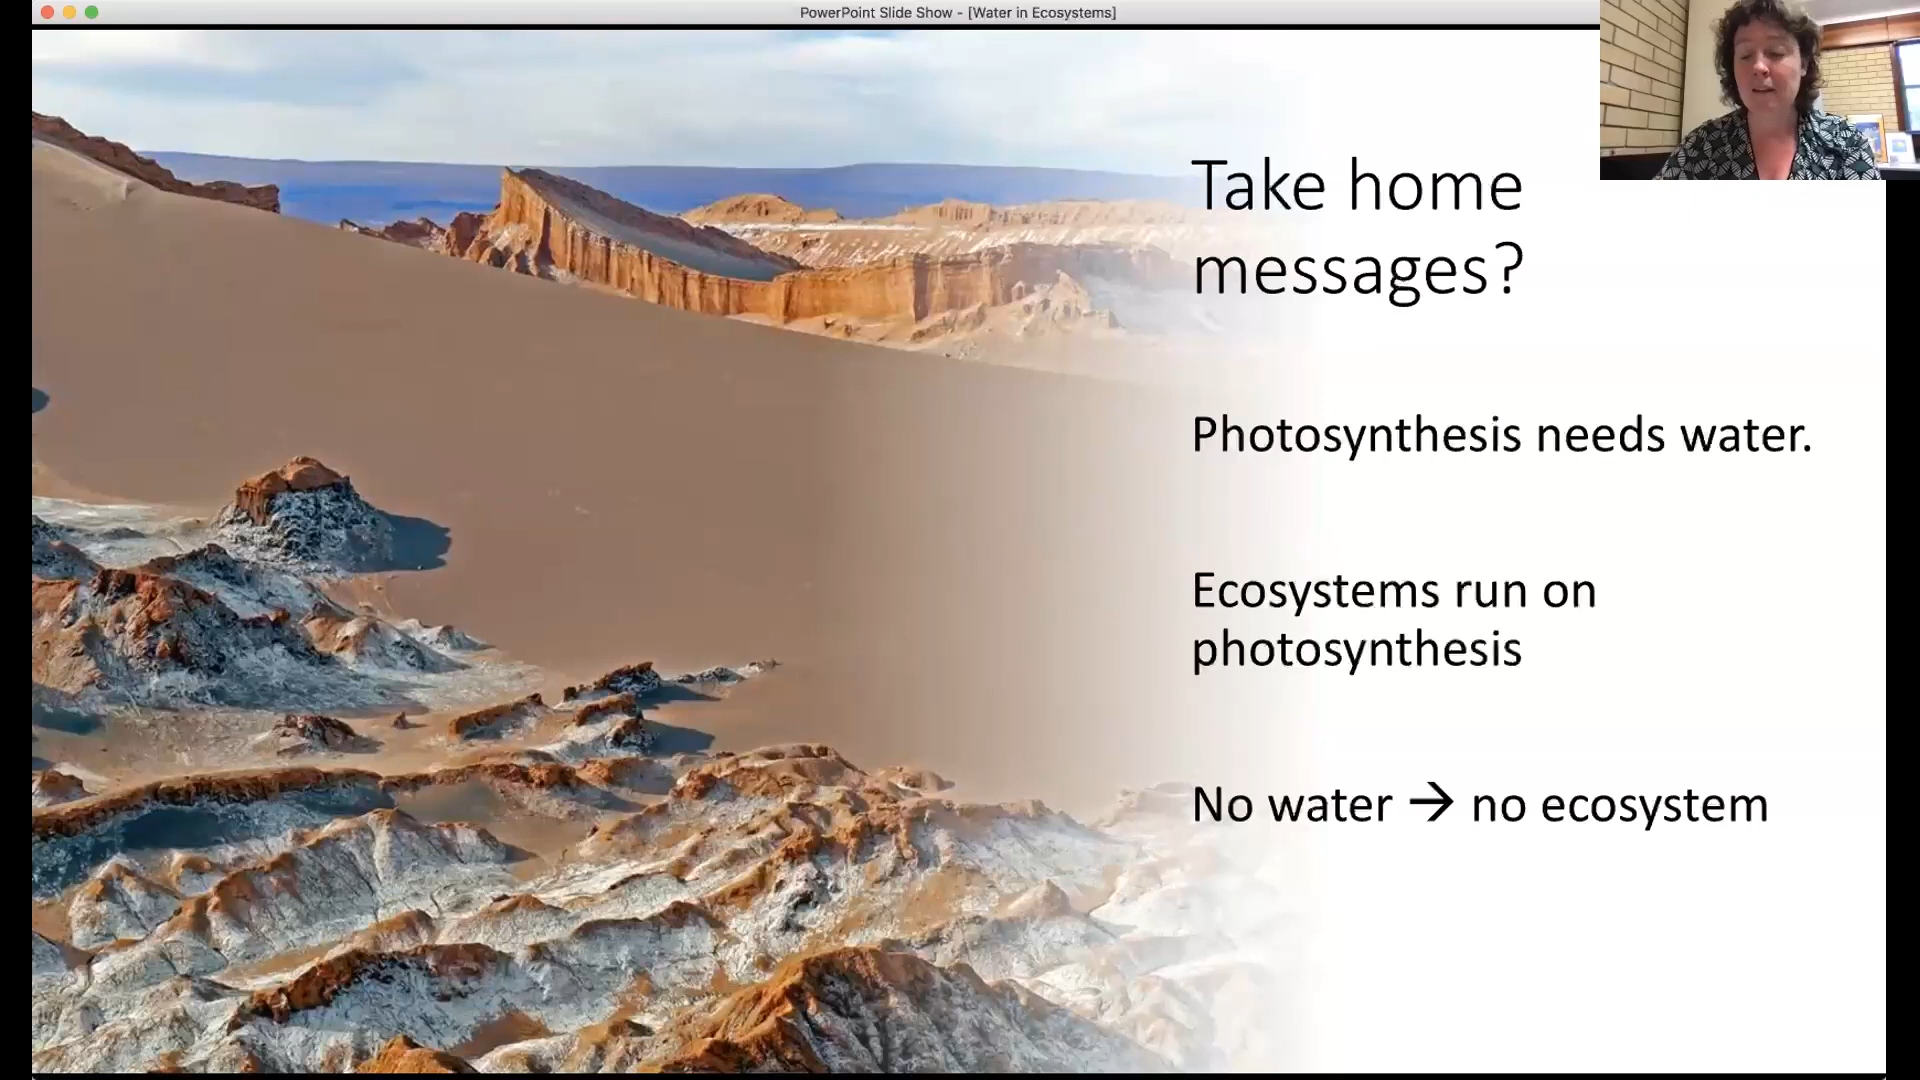 PowerPoint Slide Show - [Water in Ecosystems]
Take home
messages?
Photosynthesis needs water.
Ecosystems run on
photosynthesis
No water → no ecosystem